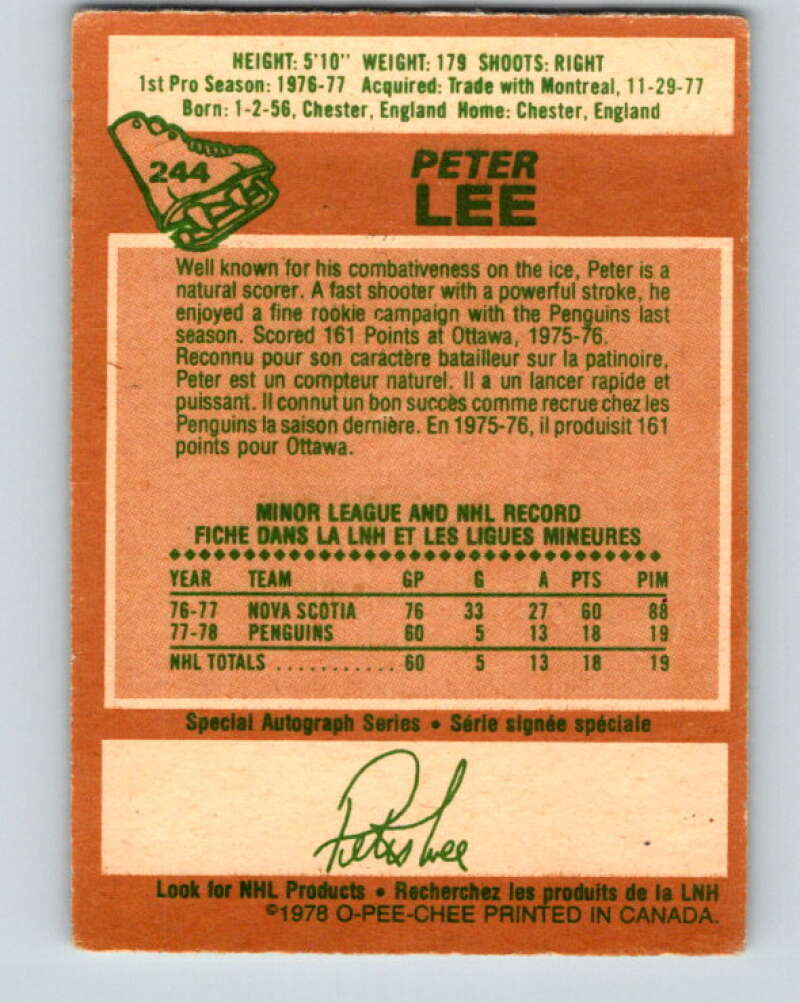 HEIGHT: 5'10" WEIGHT: 179 SHOOTS: RIGHT
1st Pro Season: 1976-77 Acquired: Trade with Montreal, 11-29-77
Born: 1-2-56, Chester, England Home: Chester, England
244
PETER
LEE
Well known for his combativeness on the ice, Peter is a
natural scorer. A fast shooter with a powerful stroke, he
enjoyed a fine rookie campaign with the Penguins last
season. Scored 161 Points at Ottawa, 1975-76.
Reconnu pour son caractère batailleur sur la patinoire,
Peter est un compteur naturel. Il a un lancer rapide et
puissant. Il connut un bon succès comme recrue chez les
Penguins la saison dernière. En 1975-76, il produisit 161
points pour Ottawa.
MINOR LEAGUE AND NHL RECORD
FICHE DANS LA LNH ET LES LIGUES MINEURES
YEAR TEAM GP G A PTS PIM
76-77 NOVA SCOTIA 76 33 27 60 88
77-78 PENGUINS 60 5 13 18 19
NHL TOTALS ........... 60 5 13 18 19
Special Autograph Series • Série signée spéciale
Peter Lee
Look for NHL Products • Recherchez les produits de la LNH
©1978 O-PEE-CHEE PRINTED IN CANADA.